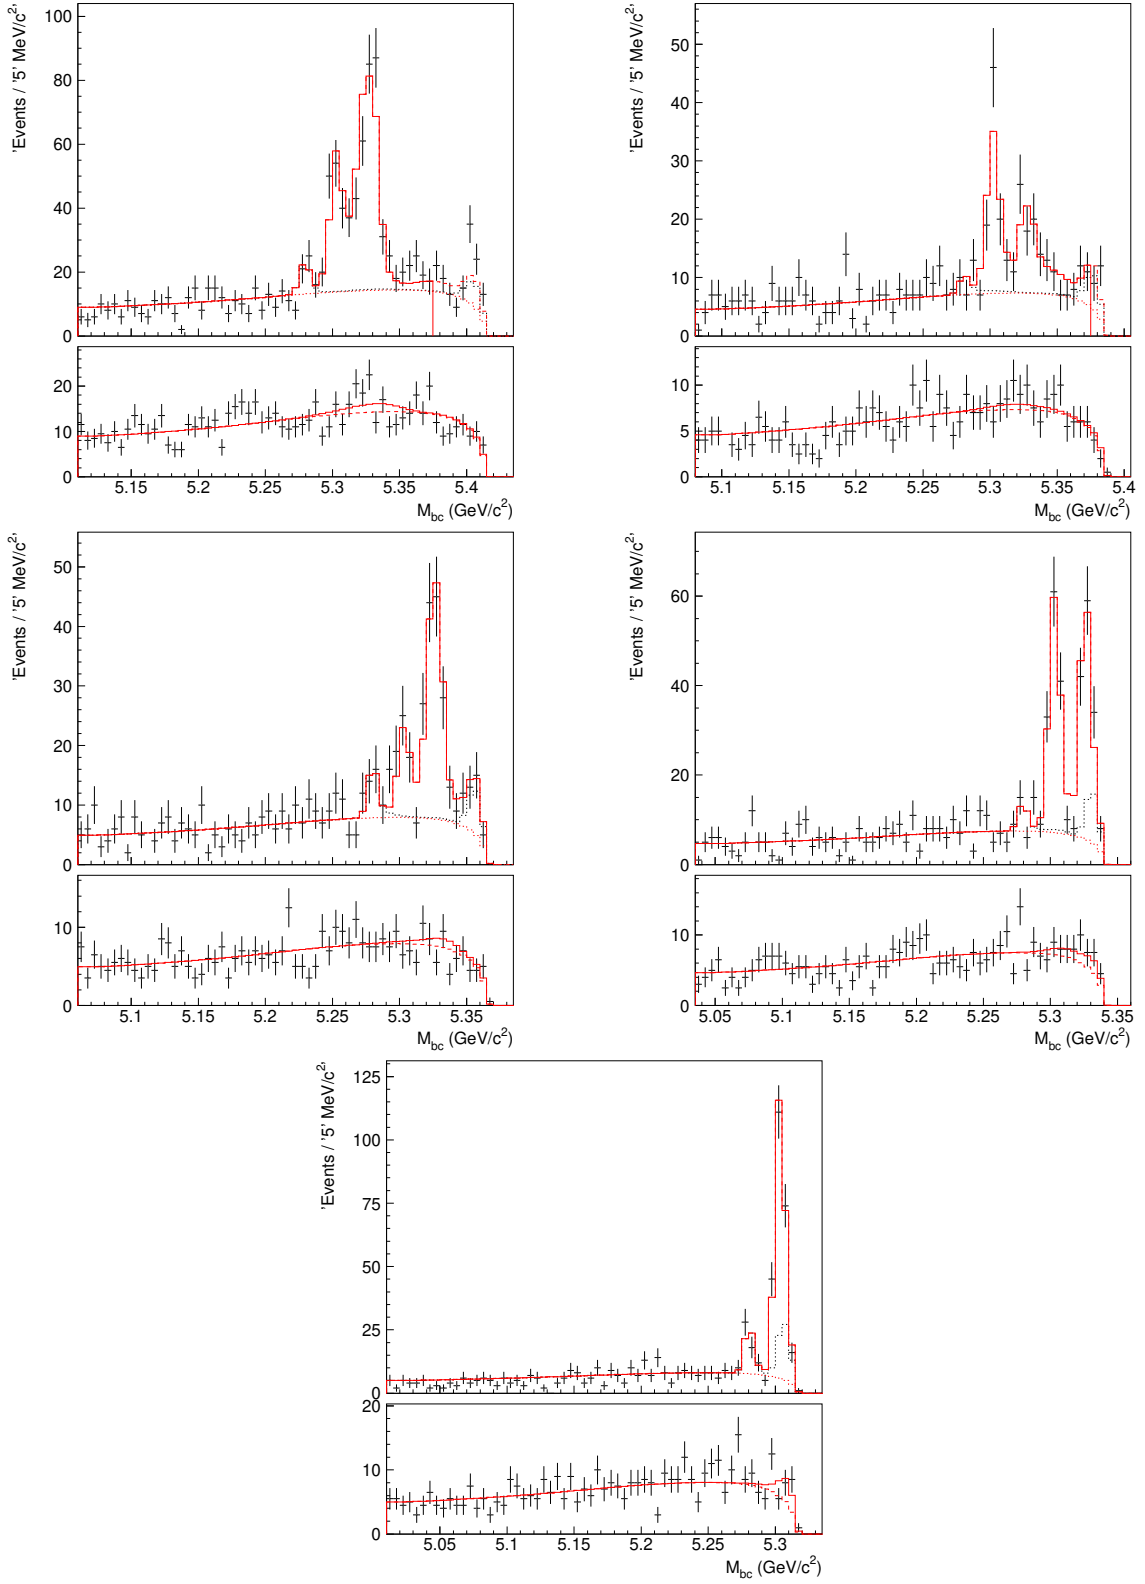 'Events / '5' MeV/c²'
100
80
60
40
20
0
20
10
0
5.15 5.2 5.25 5.3 5.35 5.4
M_bc (GeV/c²)
'Events / '5' MeV/c²'
50
40
30
20
10
0
10
5
0
5.1 5.15 5.2 5.25 5.3 5.35 5.4
M_bc (GeV/c²)
'Events / '5' MeV/c²'
50
40
30
20
10
0
10
0
5.1 5.15 5.2 5.25 5.3 5.35
M_bc (GeV/c²)
'Events / '5' MeV/c²'
60
40
20
0
10
0
5.05 5.1 5.15 5.2 5.25 5.3 5.35
M_bc (GeV/c²)
'Events / '5' MeV/c²'
125
100
75
50
25
0
20
10
0
5.05 5.1 5.15 5.2 5.25 5.3
M_bc (GeV/c²)